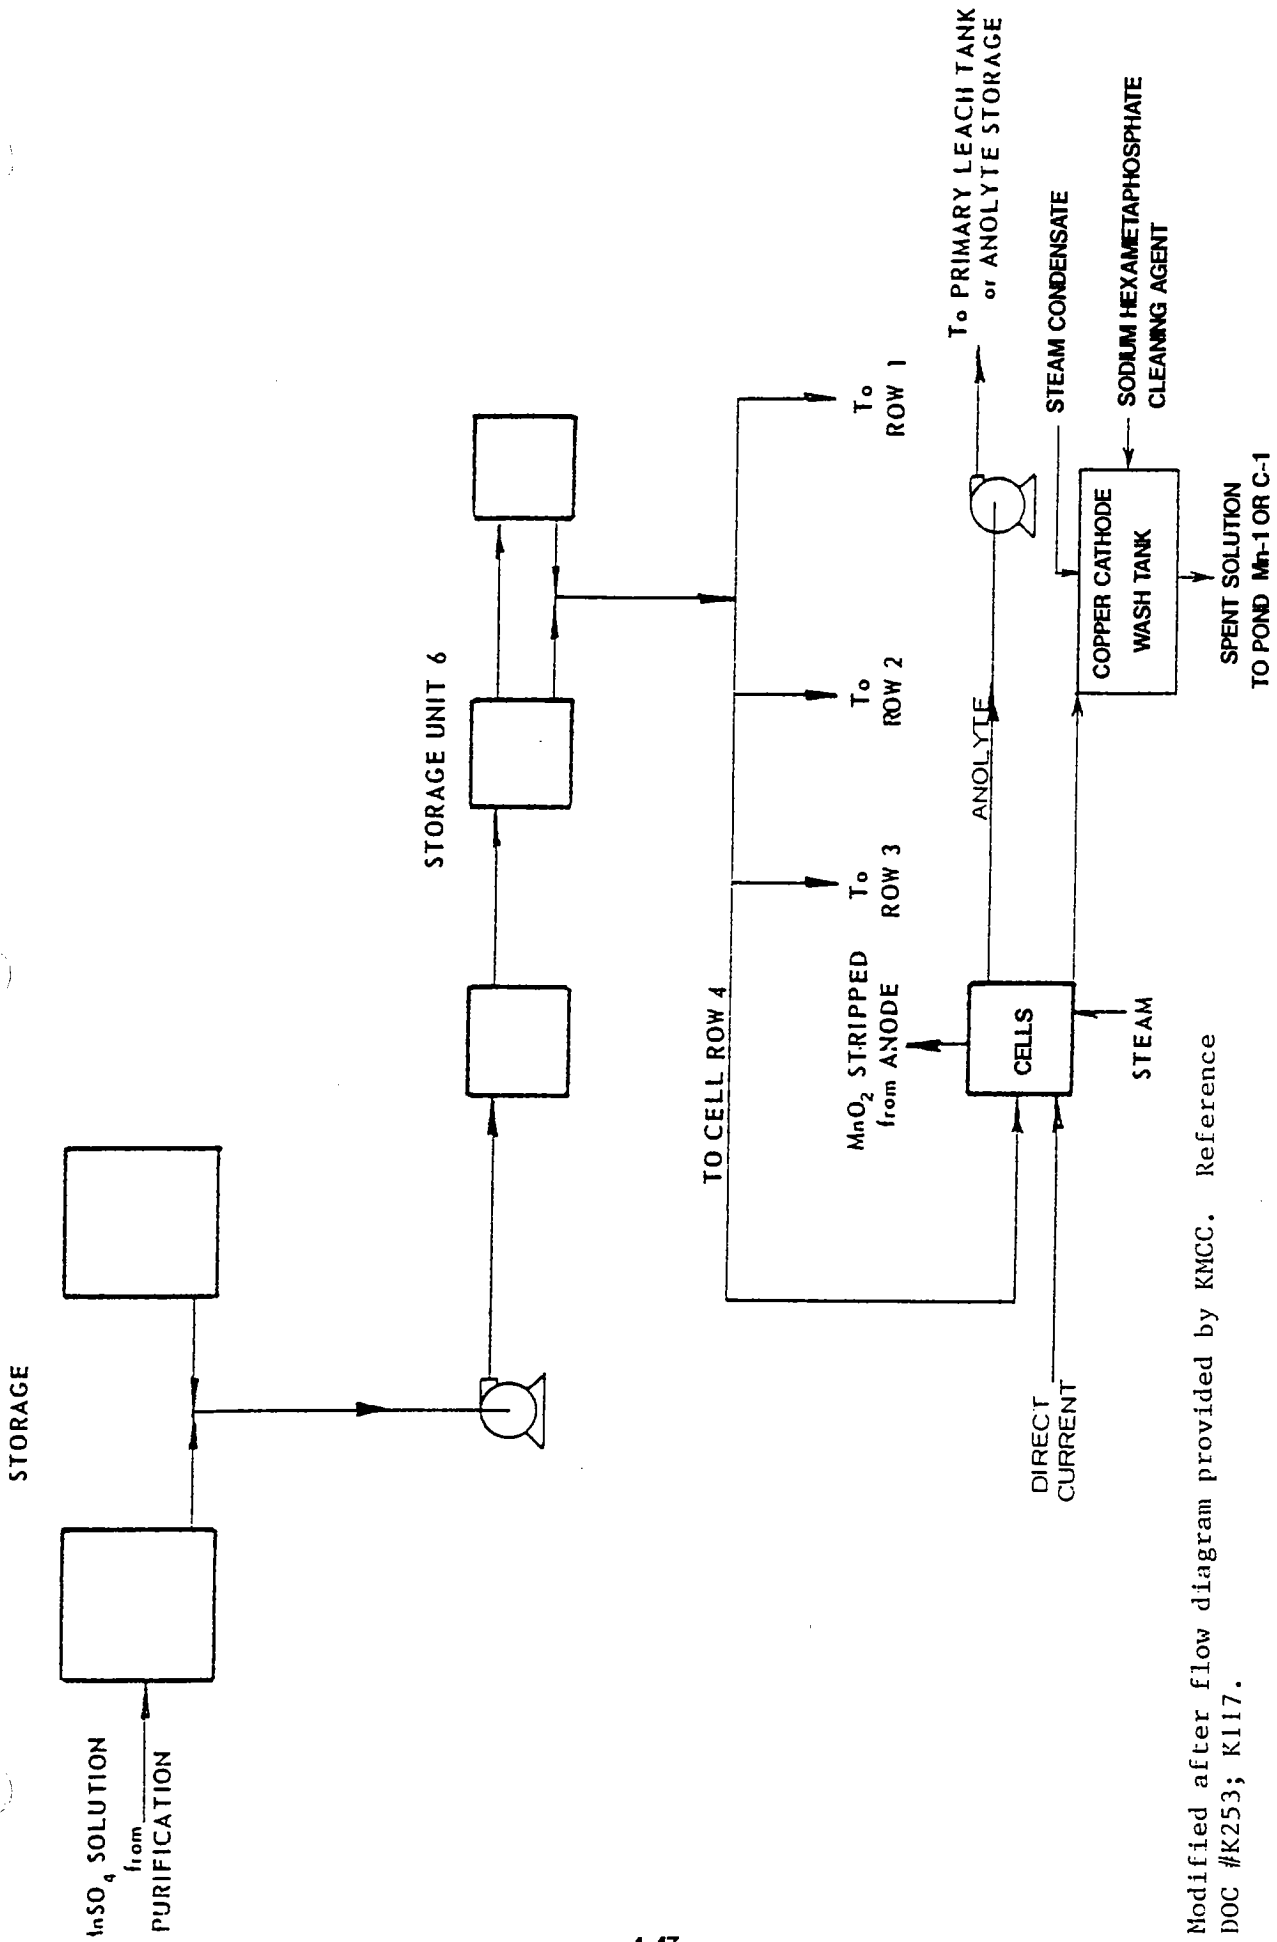 STORAGE
MnSO4 SOLUTION
from
PURIFICATION
STORAGE UNIT 6
TO CELL ROW 4
To
ROW 3
To
ROW 2
To
ROW 1
MnO2 STRIPPED
from ANODE
DIRECT
CURRENT
CELLS
STEAM
ANOLYTE
To PRIMARY LEACH TANK
or ANOLYTE STORAGE
STEAM CONDENSATE
COPPER CATHODE
WASH TANK
SODIUM HEXAMETAPHOSPHATE
CLEANING AGENT
SPENT SOLUTION
TO POND Mn-1 OR C-1
Modified after flow diagram provided by KMCC. Reference
DOC #K253; K117.